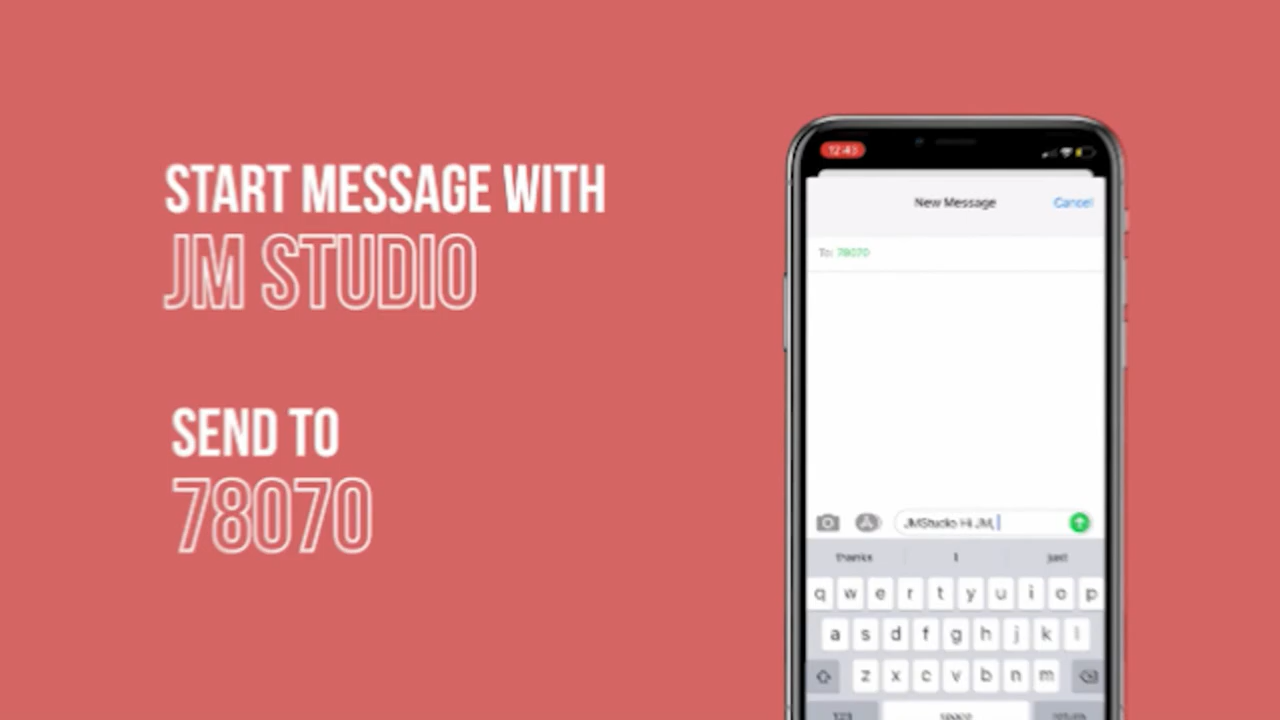 START MESSAGE WITH
JM STUDIO
SEND TO
78070
12:43
New Message
Cancel
To: 78070
JMStudio Hi JM,
thanks
I
just
q w e r t y u i o p
a s d f g h j k l
z x c v b n m
123
space
return